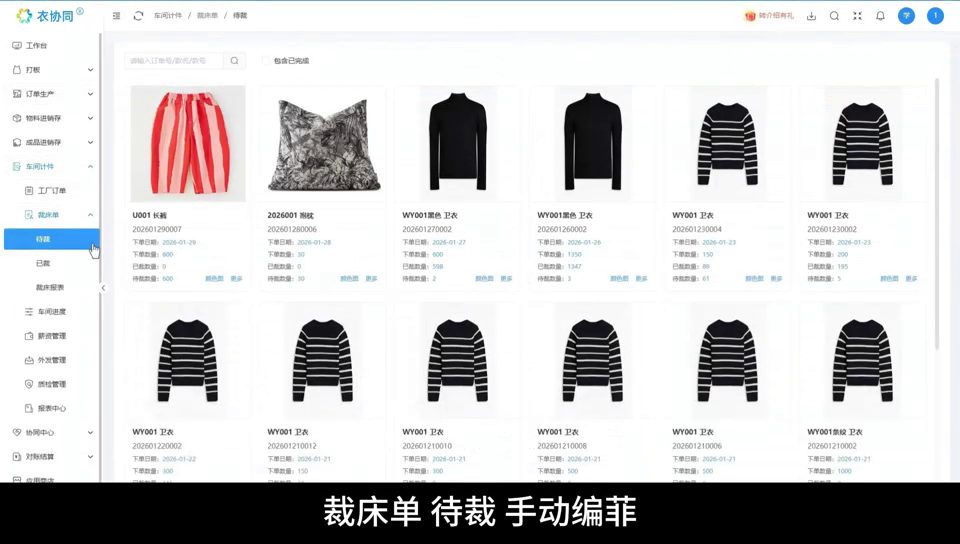 衣协同®
车间计件 / 裁床单 / 待裁
转介绍有礼
学
1
工作台
打板
订单生产
物料进销存
成品进销存
车间计件
工厂订单
裁床单
待裁
已裁
裁床报表
车间进度
薪资管理
外发管理
质检管理
报表中心
协同中心
对账结算
应用商店
请输入订单号/款名/款号
包含已完成
U001 长裤
202601290007
下单日期: 2026-01-29
下单数量: 600
已裁数量: 0
待裁数量: 600 颜色图 更多
2026001 抱枕
202601280006
下单日期: 2026-01-28
下单数量: 30
已裁数量: 0
待裁数量: 30 颜色图 更多
WY001黑色 卫衣
202601270002
下单日期: 2026-01-27
下单数量: 600
已裁数量: 598
待裁数量: 2 颜色图 更多
WY001黑色 卫衣
202601260002
下单日期: 2026-01-26
下单数量: 1350
已裁数量: 1347
待裁数量: 3 颜色图 更多
WY001 卫衣
202601230004
下单日期: 2026-01-23
下单数量: 150
已裁数量: 89
待裁数量: 61 颜色图 更多
WY001 卫衣
202601230002
下单日期: 2026-01-23
下单数量: 200
已裁数量: 195
待裁数量: 5 颜色图 更多
WY001 卫衣
202601220002
下单日期: 2026-01-22
下单数量: 300
WY001 卫衣
202601210012
下单日期: 2026-01-21
下单数量: 150
WY001 卫衣
202601210010
下单日期: 2026-01-21
下单数量: 300
WY001 卫衣
202601210008
下单日期: 2026-01-21
下单数量: 500
WY001 卫衣
202601210006
下单日期: 2026-01-21
下单数量: 500
WY001条纹 卫衣
202601210002
下单日期: 2026-01-21
下单数量: 1000
裁床单 待裁 手动编菲